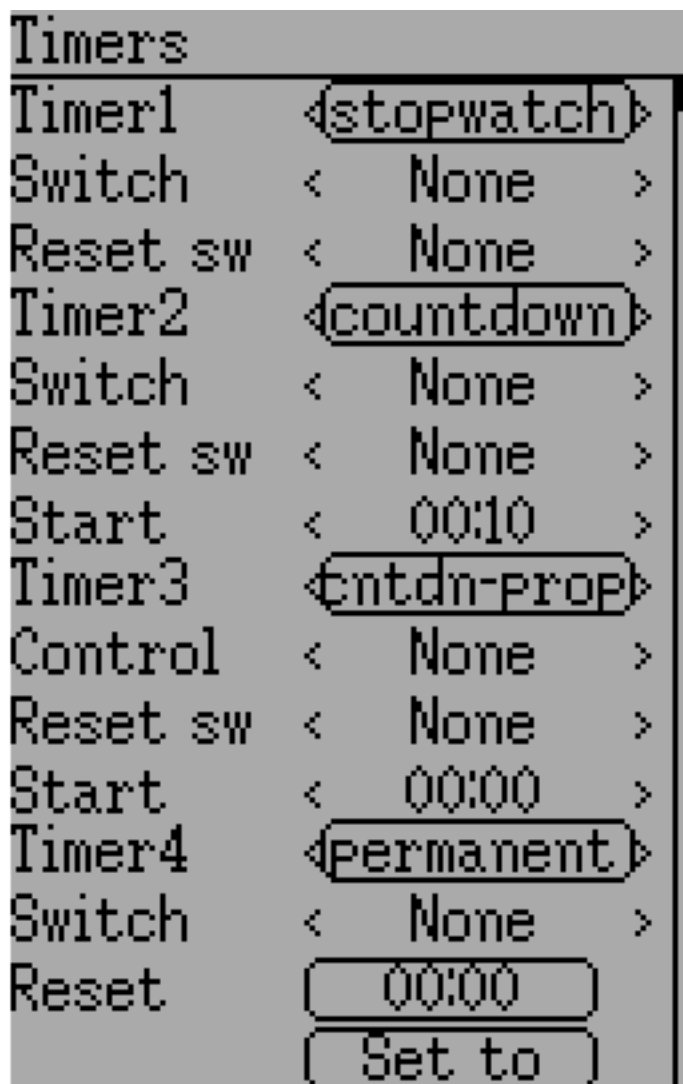 Timers
Timer1 stopwatch
Switch < None >
Reset sw < None >
Timer2 countdown
Switch < None >
Reset sw < None >
Start < 00:10 >
Timer3 cntdn-prop
Control < None >
Reset sw < None >
Start < 00:00 >
Timer4 permanent
Switch < None >
Reset 00:00
Set to